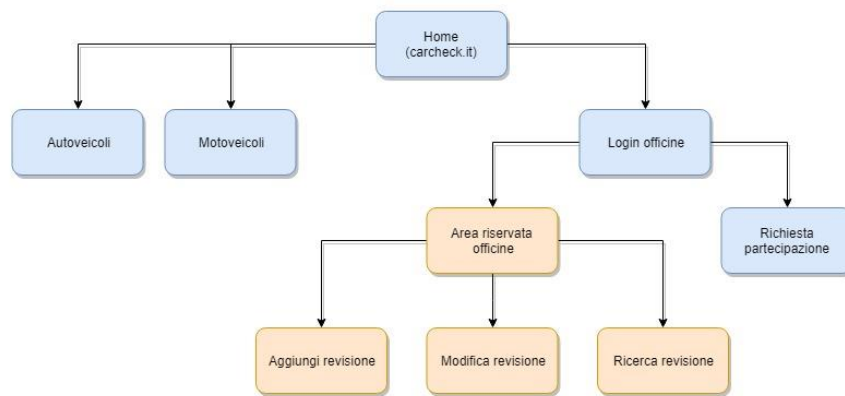 Home
(carcheck.it)
Autoveicoli
Motoveicoli
Login officine
Area riservata
officine
Richiesta
partecipazione
Aggiungi revisione
Modifica revisione
Ricerca revisione